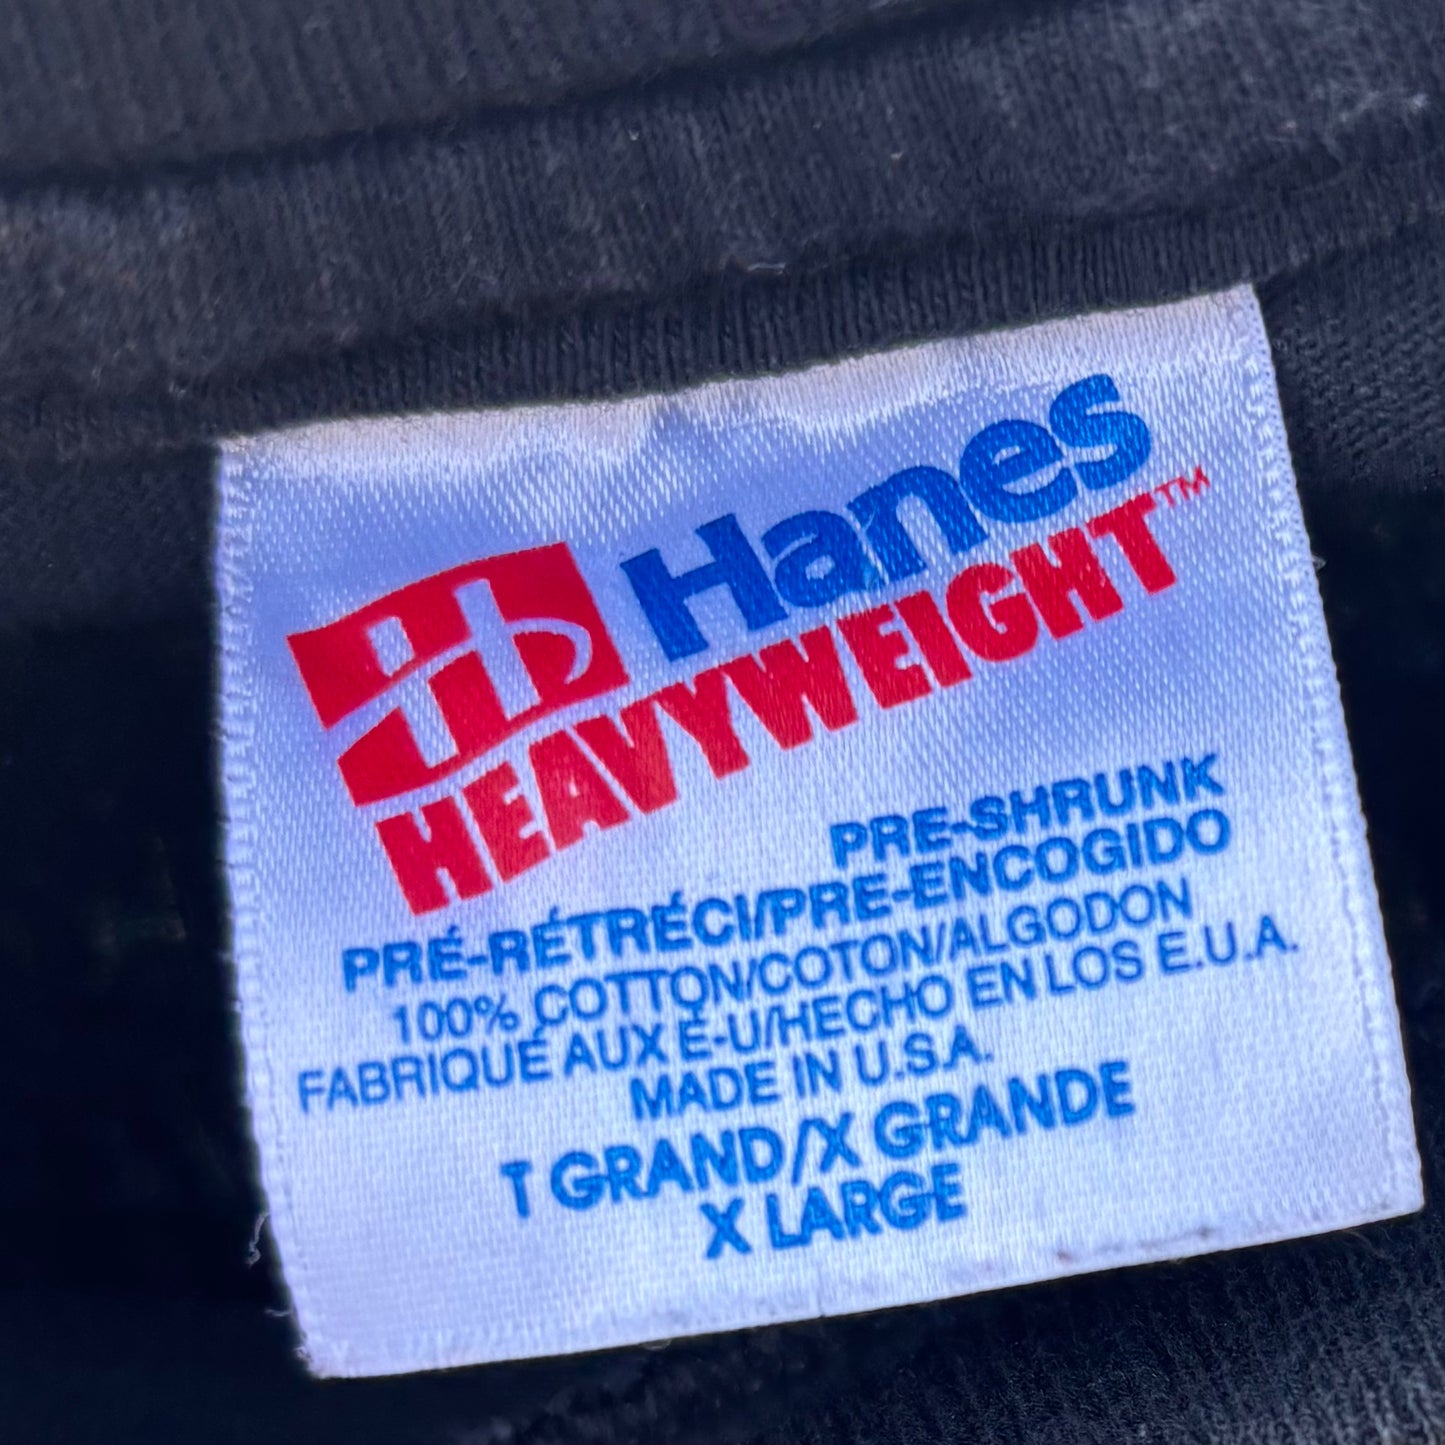 Hanes
HEAVYWEIGHT™
PRE-SHRUNK
PRÉ-RÉTRÉCI/PRE-ENCOGIDO
100% COTTON/COTON/ALGODON
FABRIQUÉ AUX É-U/HECHO EN LOS E.U.A.
MADE IN U.S.A.
T GRAND/X GRANDE
X LARGE